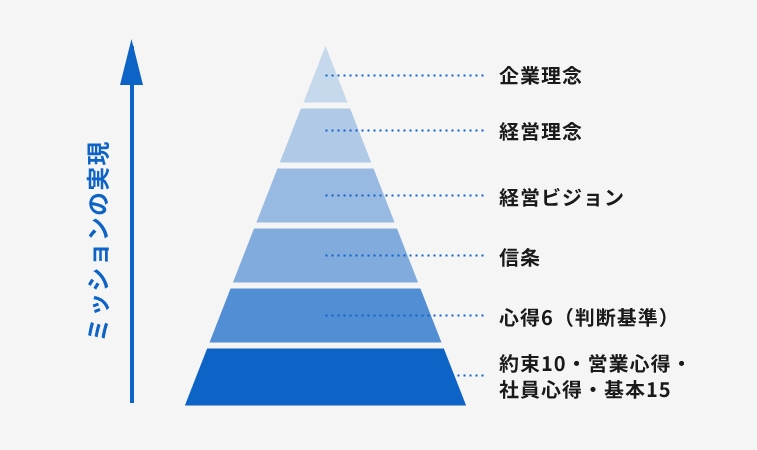 ミッションの実現
企業理念
経営理念
経営ビジョン
信条
心得6（判断基準）
約束10・営業心得・
社員心得・基本15